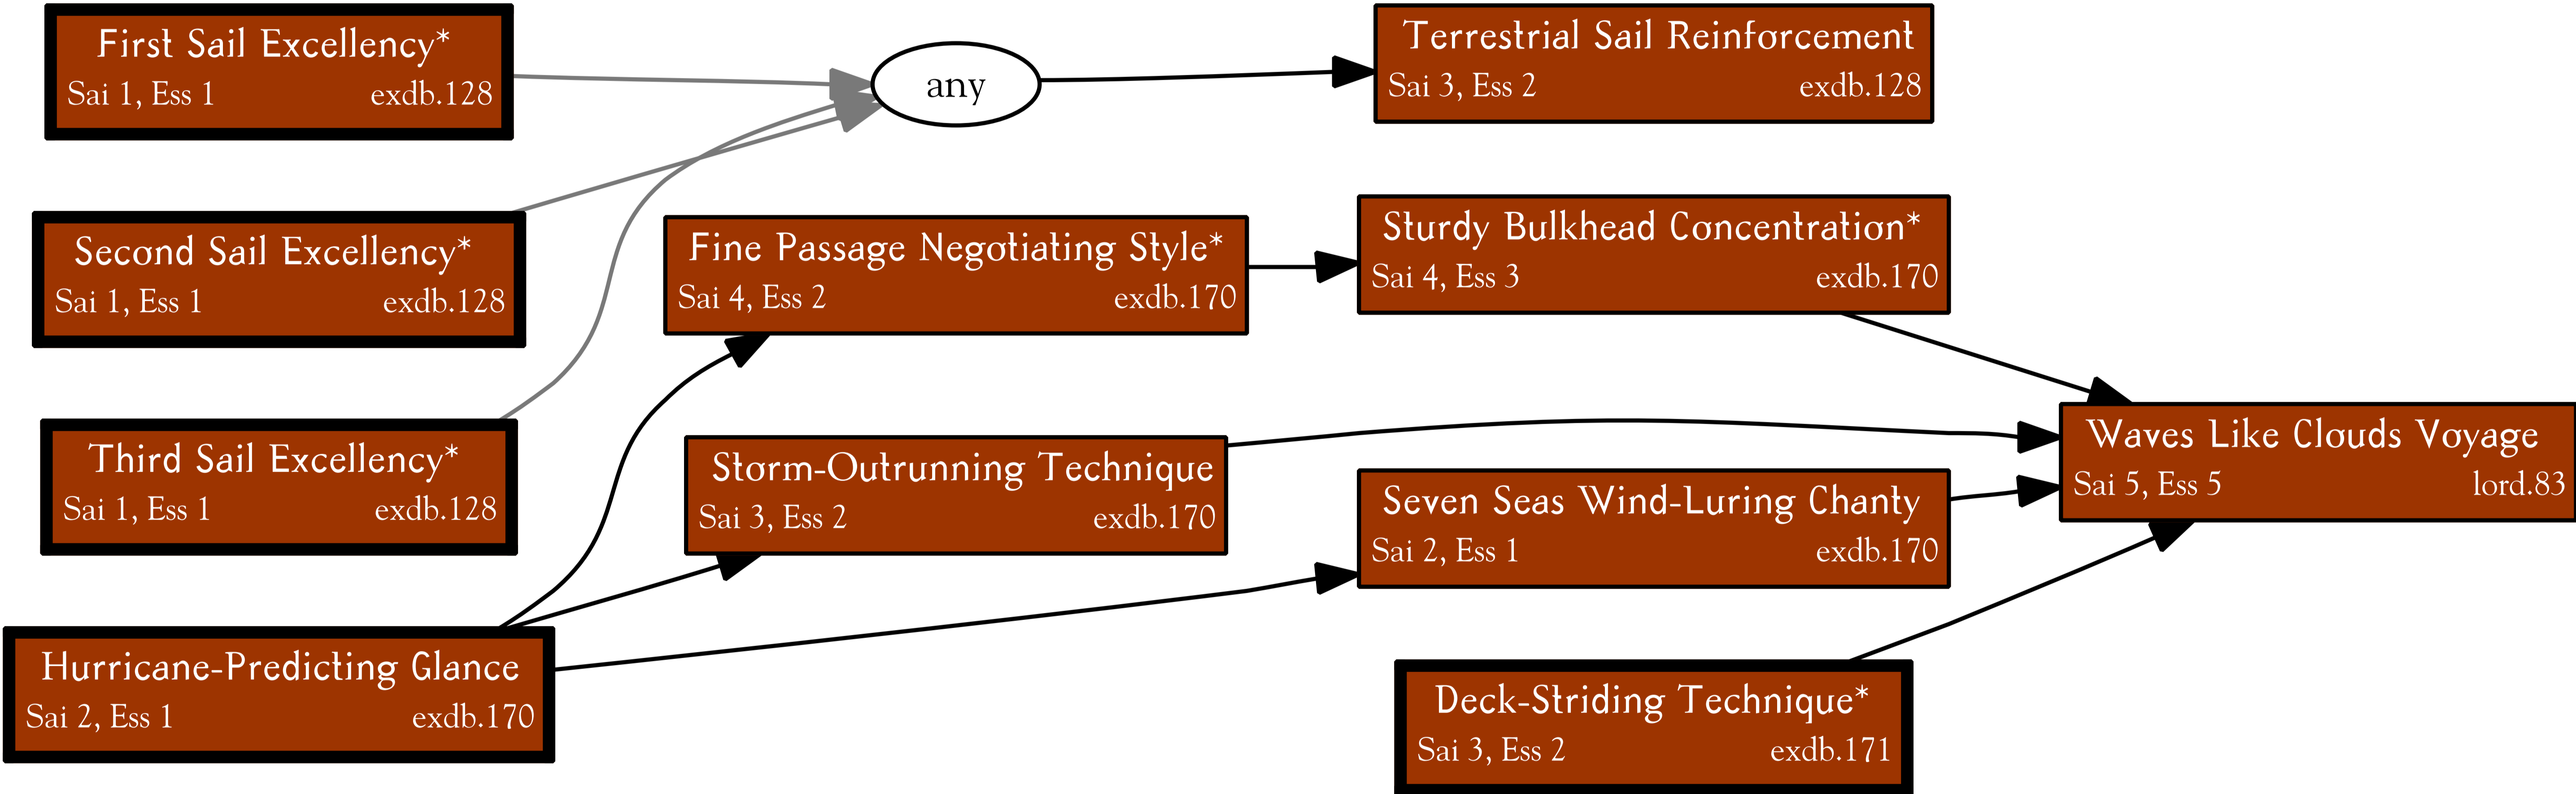 First Sail Excellency*
Sai 1, Ess 1 exdb.128
any
Terrestrial Sail Reinforcement
Sai 3, Ess 2 exdb.128
Second Sail Excellency*
Sai 1, Ess 1 exdb.128
Fine Passage Negotiating Style*
Sai 4, Ess 2 exdb.170
Sturdy Bulkhead Concentration*
Sai 4, Ess 3 exdb.170
Third Sail Excellency*
Sai 1, Ess 1 exdb.128
Storm-Outrunning Technique
Sai 3, Ess 2 exdb.170
Seven Seas Wind-Luring Chanty
Sai 2, Ess 1 exdb.170
Waves Like Clouds Voyage
Sai 5, Ess 5 lord.83
Hurricane-Predicting Glance
Sai 2, Ess 1 exdb.170
Deck-Striding Technique*
Sai 3, Ess 2 exdb.171